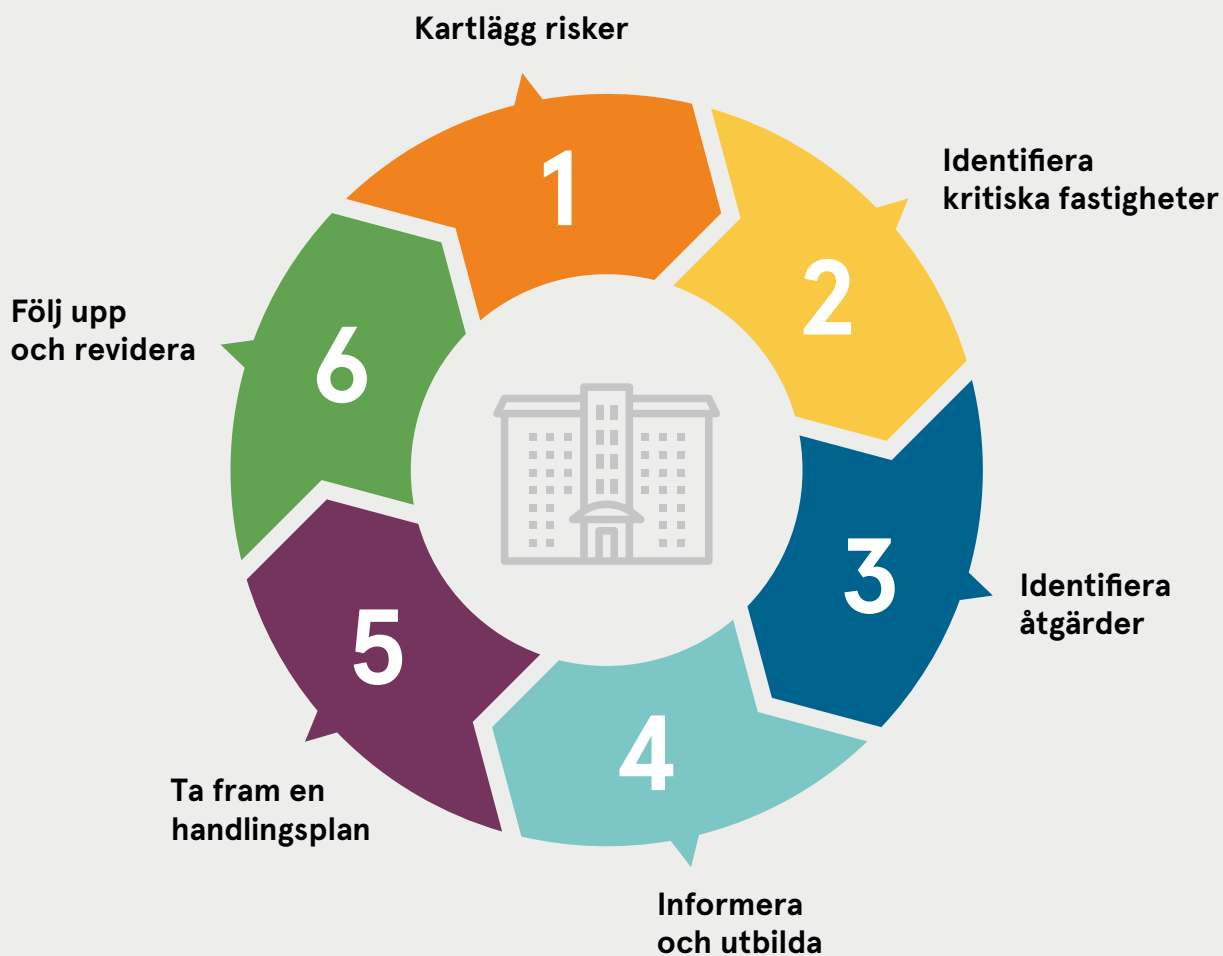 Kartlägg risker
1
Identifiera
kritiska fastigheter
2
Identifiera
åtgärder
3
Informera
och utbilda
4
Ta fram en
handlingsplan
5
Följ upp
och revidera
6